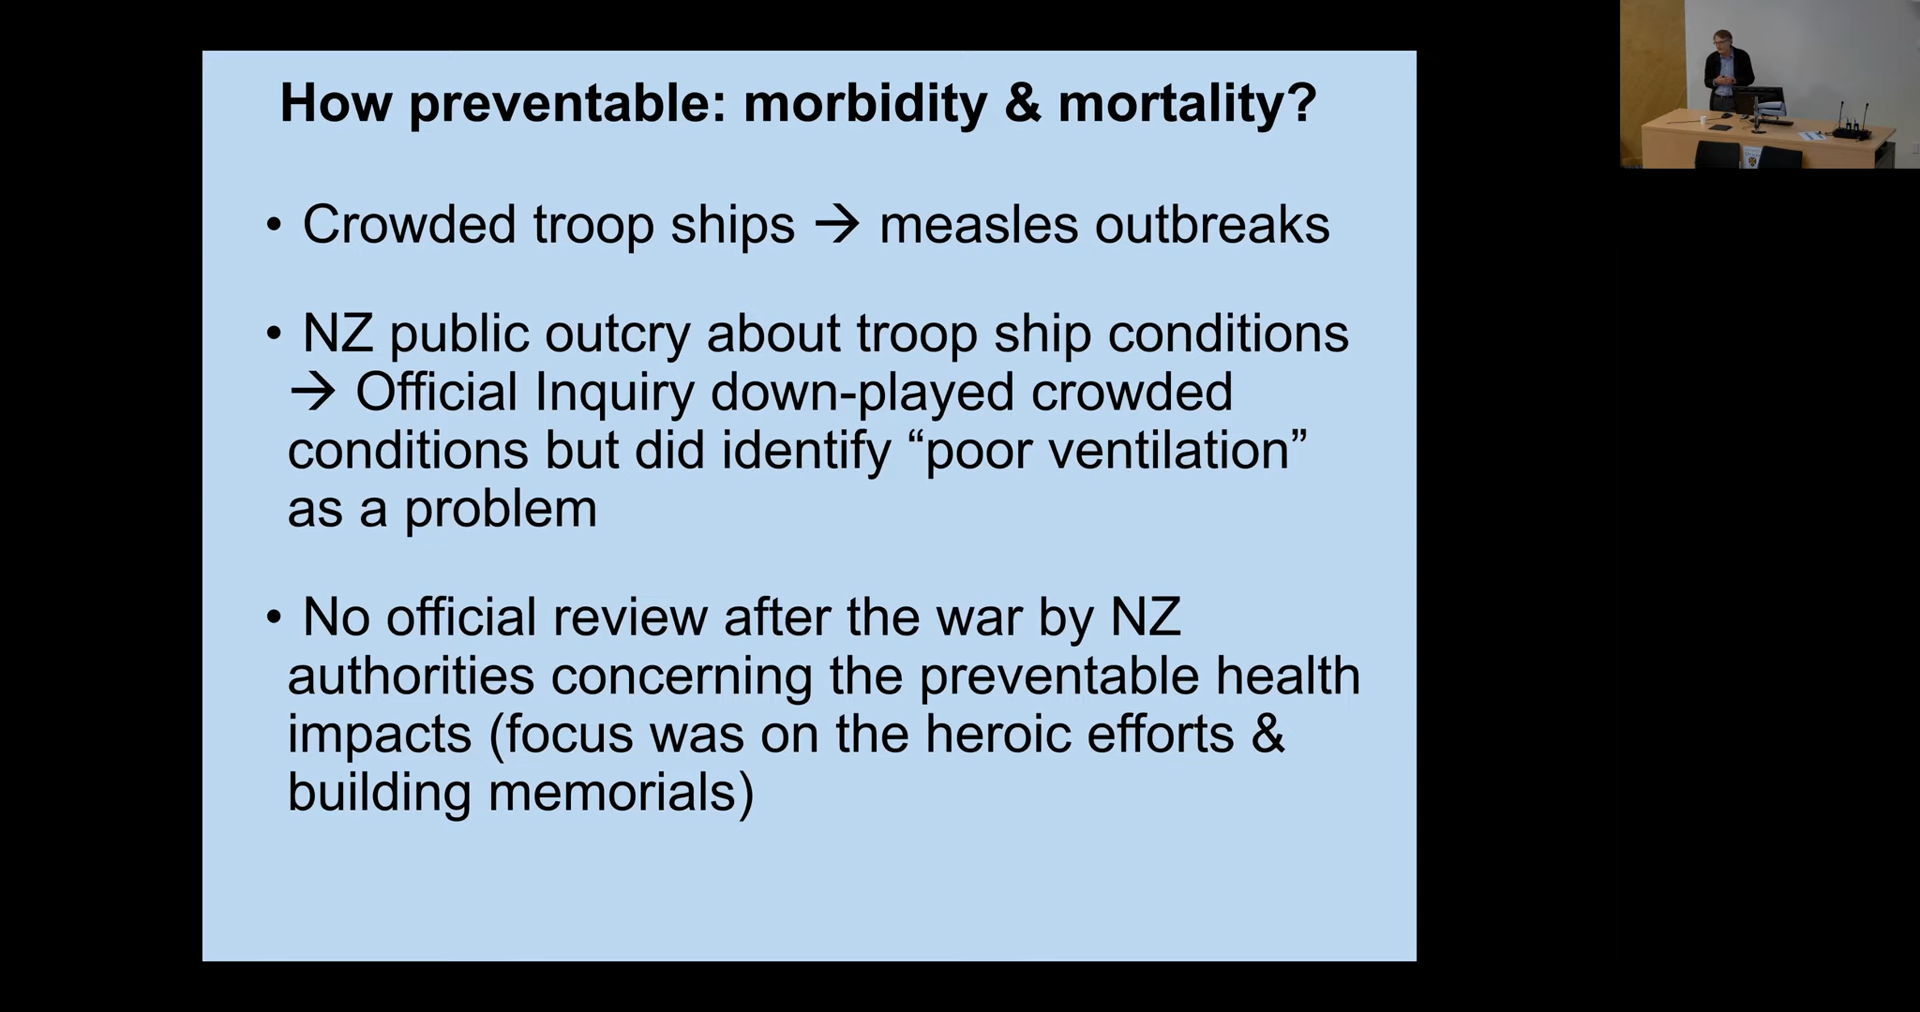 How preventable: morbidity & mortality?
• Crowded troop ships → measles outbreaks
• NZ public outcry about troop ship conditions
→ Official Inquiry down-played crowded
conditions but did identify “poor ventilation”
as a problem
• No official review after the war by NZ
authorities concerning the preventable health
impacts (focus was on the heroic efforts &
building memorials)